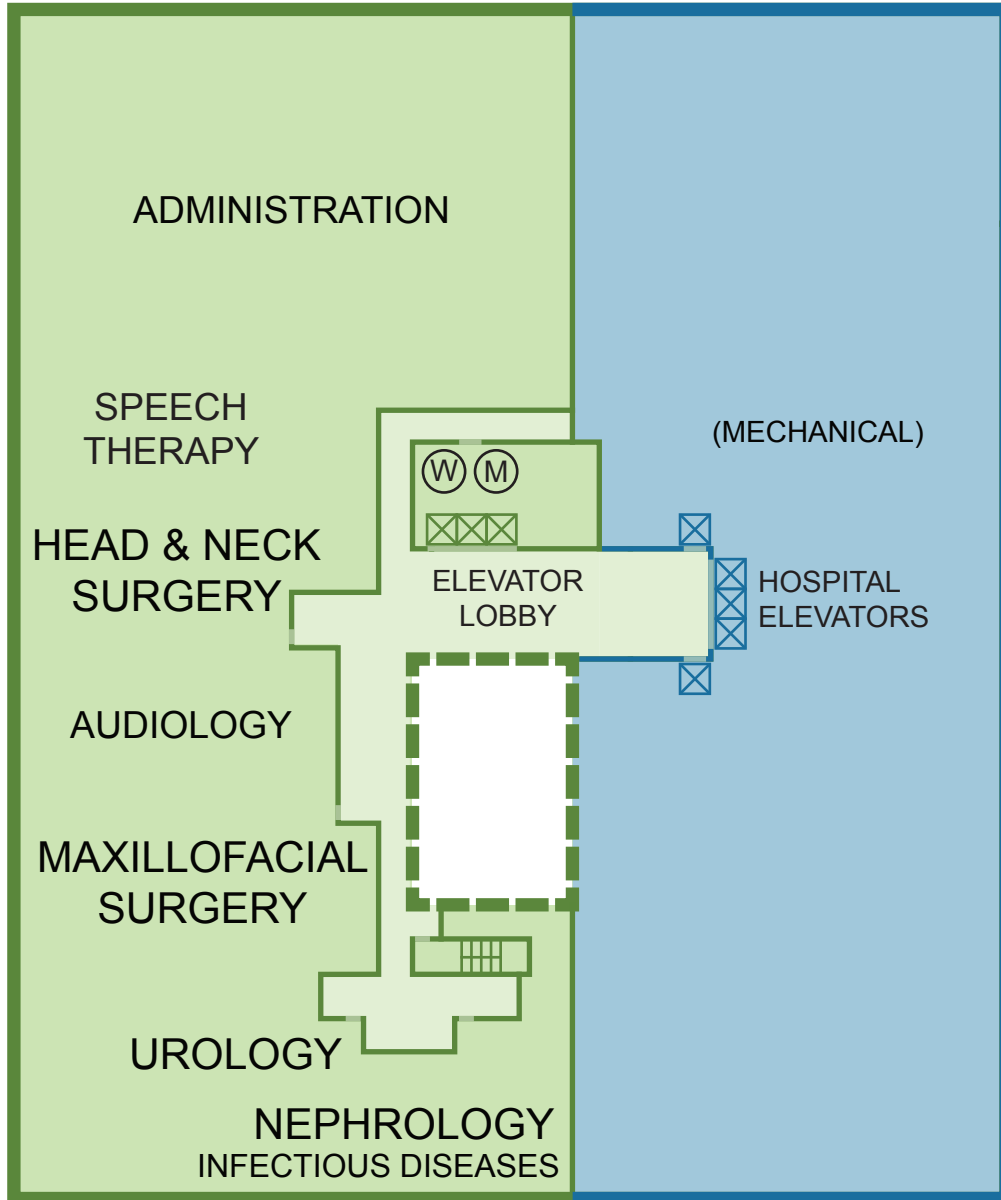 ADMINISTRATION
SPEECH
THERAPY
(MECHANICAL)
W M
HEAD & NECK
SURGERY
ELEVATOR
LOBBY
HOSPITAL
ELEVATORS
AUDIOLOGY
MAXILLOFACIAL
SURGERY
UROLOGY
NEPHROLOGY
INFECTIOUS DISEASES